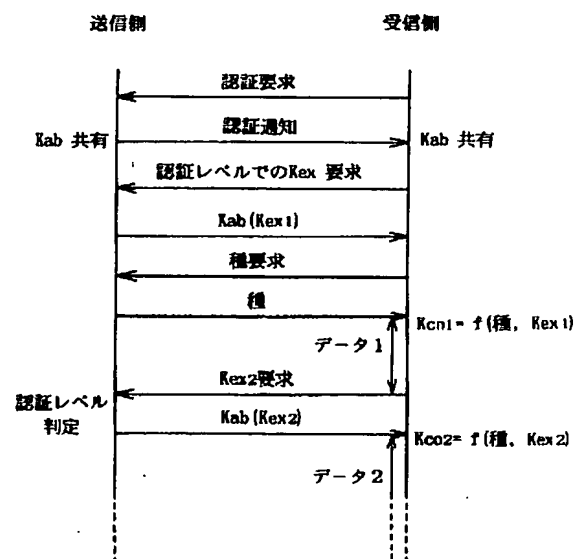 送信側
受信側
認証要求
認証通知
Kab 共有
Kab 共有
認証レベルでのKex 要求
Kab(Kex1)
種要求
種
Kcn1= f(種, Kex1)
データ1
Kex2要求
認証レベル
判定
Kab(Kex2)
Kco2= f(種, Kex2)
データ2